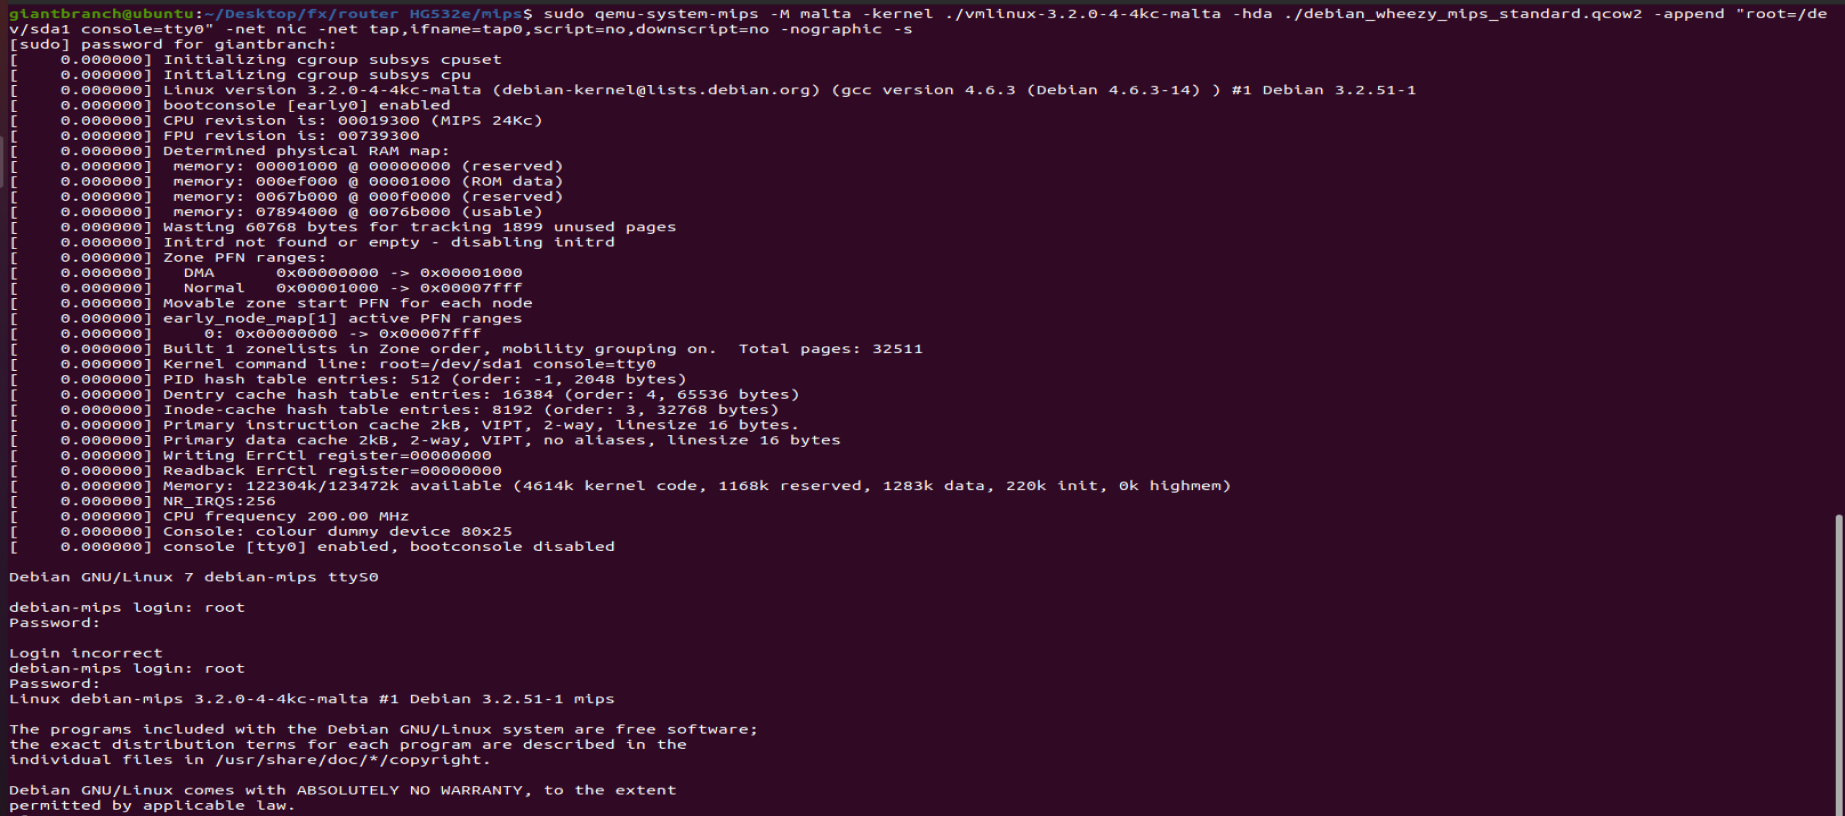 giantbranch@ubuntu:~/Desktop/fx/router HG532e/mips$ sudo qemu-system-mips -M malta -kernel ./vmlinux-3.2.0-4-4kc-malta -hda ./debian_wheezy_mips_standard.qcow2 -append "root=/de
v/sda1 console=tty0" -net nic -net tap,ifname=tap0,script=no,downscript=no -nographic -s
[sudo] password for giantbranch:
[    0.000000] Initializing cgroup subsys cpuset
[    0.000000] Initializing cgroup subsys cpu
[    0.000000] Linux version 3.2.0-4-4kc-malta (debian-kernel@lists.debian.org) (gcc version 4.6.3 (Debian 4.6.3-14) ) #1 Debian 3.2.51-1
[    0.000000] bootconsole [early0] enabled
[    0.000000] CPU revision is: 00019300 (MIPS 24Kc)
[    0.000000] FPU revision is: 00739300
[    0.000000] Determined physical RAM map:
[    0.000000]  memory: 00001000 @ 00000000 (reserved)
[    0.000000]  memory: 000ef000 @ 00001000 (ROM data)
[    0.000000]  memory: 0067b000 @ 000f0000 (reserved)
[    0.000000]  memory: 07894000 @ 0076b000 (usable)
[    0.000000] Wasting 60768 bytes for tracking 1899 unused pages
[    0.000000] Initrd not found or empty - disabling initrd
[    0.000000] Zone PFN ranges:
[    0.000000]   DMA      0x00000000 -> 0x00001000
[    0.000000]   Normal   0x00001000 -> 0x00007fff
[    0.000000] Movable zone start PFN for each node
[    0.000000] early_node_map[1] active PFN ranges
[    0.000000]     0: 0x00000000 -> 0x00007fff
[    0.000000] Built 1 zonelists in Zone order, mobility grouping on.  Total pages: 32511
[    0.000000] Kernel command line: root=/dev/sda1 console=tty0
[    0.000000] PID hash table entries: 512 (order: -1, 2048 bytes)
[    0.000000] Dentry cache hash table entries: 16384 (order: 4, 65536 bytes)
[    0.000000] Inode-cache hash table entries: 8192 (order: 3, 32768 bytes)
[    0.000000] Primary instruction cache 2kB, VIPT, 2-way, linesize 16 bytes.
[    0.000000] Primary data cache 2kB, 2-way, VIPT, no aliases, linesize 16 bytes
[    0.000000] Writing ErrCtl register=00000000
[    0.000000] Readback ErrCtl register=00000000
[    0.000000] Memory: 122304k/123472k available (4614k kernel code, 1168k reserved, 1283k data, 220k init, 0k highmem)
[    0.000000] NR_IRQS:256
[    0.000000] CPU frequency 200.00 MHz
[    0.000000] Console: colour dummy device 80x25
[    0.000000] console [tty0] enabled, bootconsole disabled
Debian GNU/Linux 7 debian-mips ttyS0
debian-mips login: root
Password:
Login incorrect
debian-mips login: root
Password:
Linux debian-mips 3.2.0-4-4kc-malta #1 Debian 3.2.51-1 mips
The programs included with the Debian GNU/Linux system are free software;
the exact distribution terms for each program are described in the
individual files in /usr/share/doc/*/copyright.
Debian GNU/Linux comes with ABSOLUTELY NO WARRANTY, to the extent
permitted by applicable law.